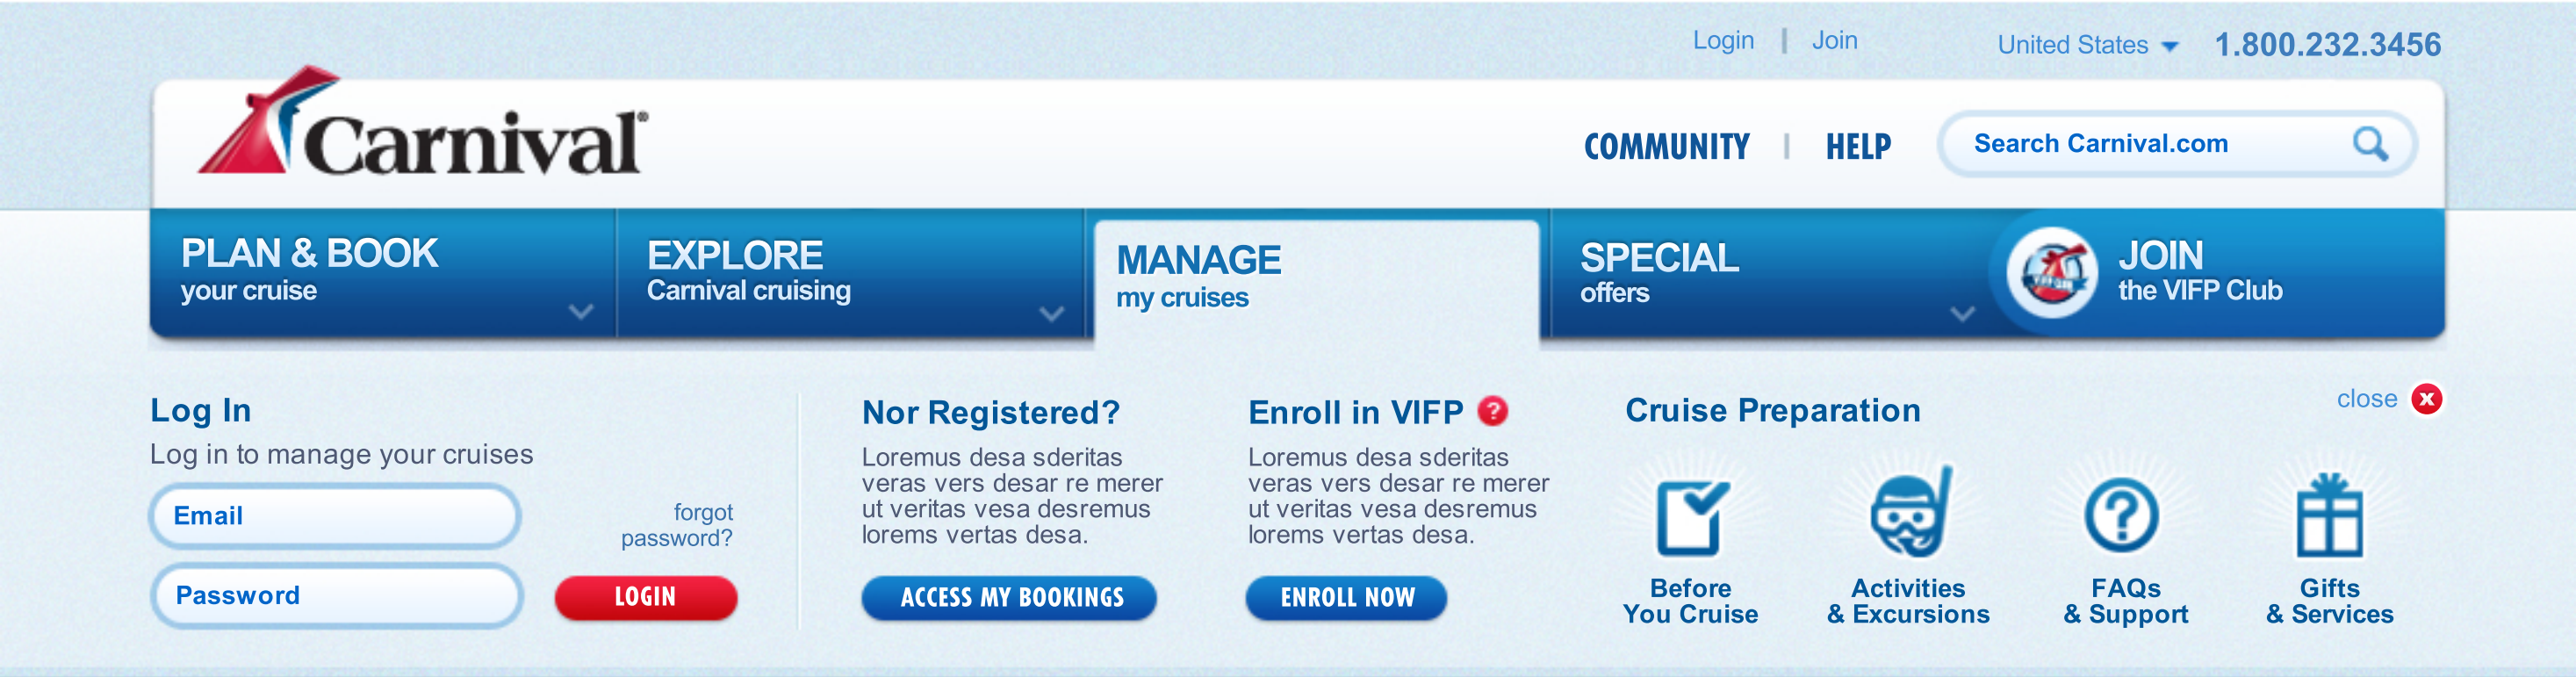 Login | Join
United States 1.800.232.3456
Carnival®
COMMUNITY | HELP
Search Carnival.com
PLAN & BOOK
your cruise
EXPLORE
Carnival cruising
MANAGE
my cruises
SPECIAL
offers
JOIN
the VIFP Club
close x
Log In
Log in to manage your cruises
Email
forgot
password?
Password
LOGIN
Nor Registered?
Loremus desa sderitas
veras vers desar re merer
ut veritas vesa desremus
lorems vertas desa.
ACCESS MY BOOKINGS
Enroll in VIFP ?
Loremus desa sderitas
veras vers desar re merer
ut veritas vesa desremus
lorems vertas desa.
ENROLL NOW
Cruise Preparation
Before
You Cruise
Activities
& Excursions
?
FAQs
& Support
Gifts
& Services